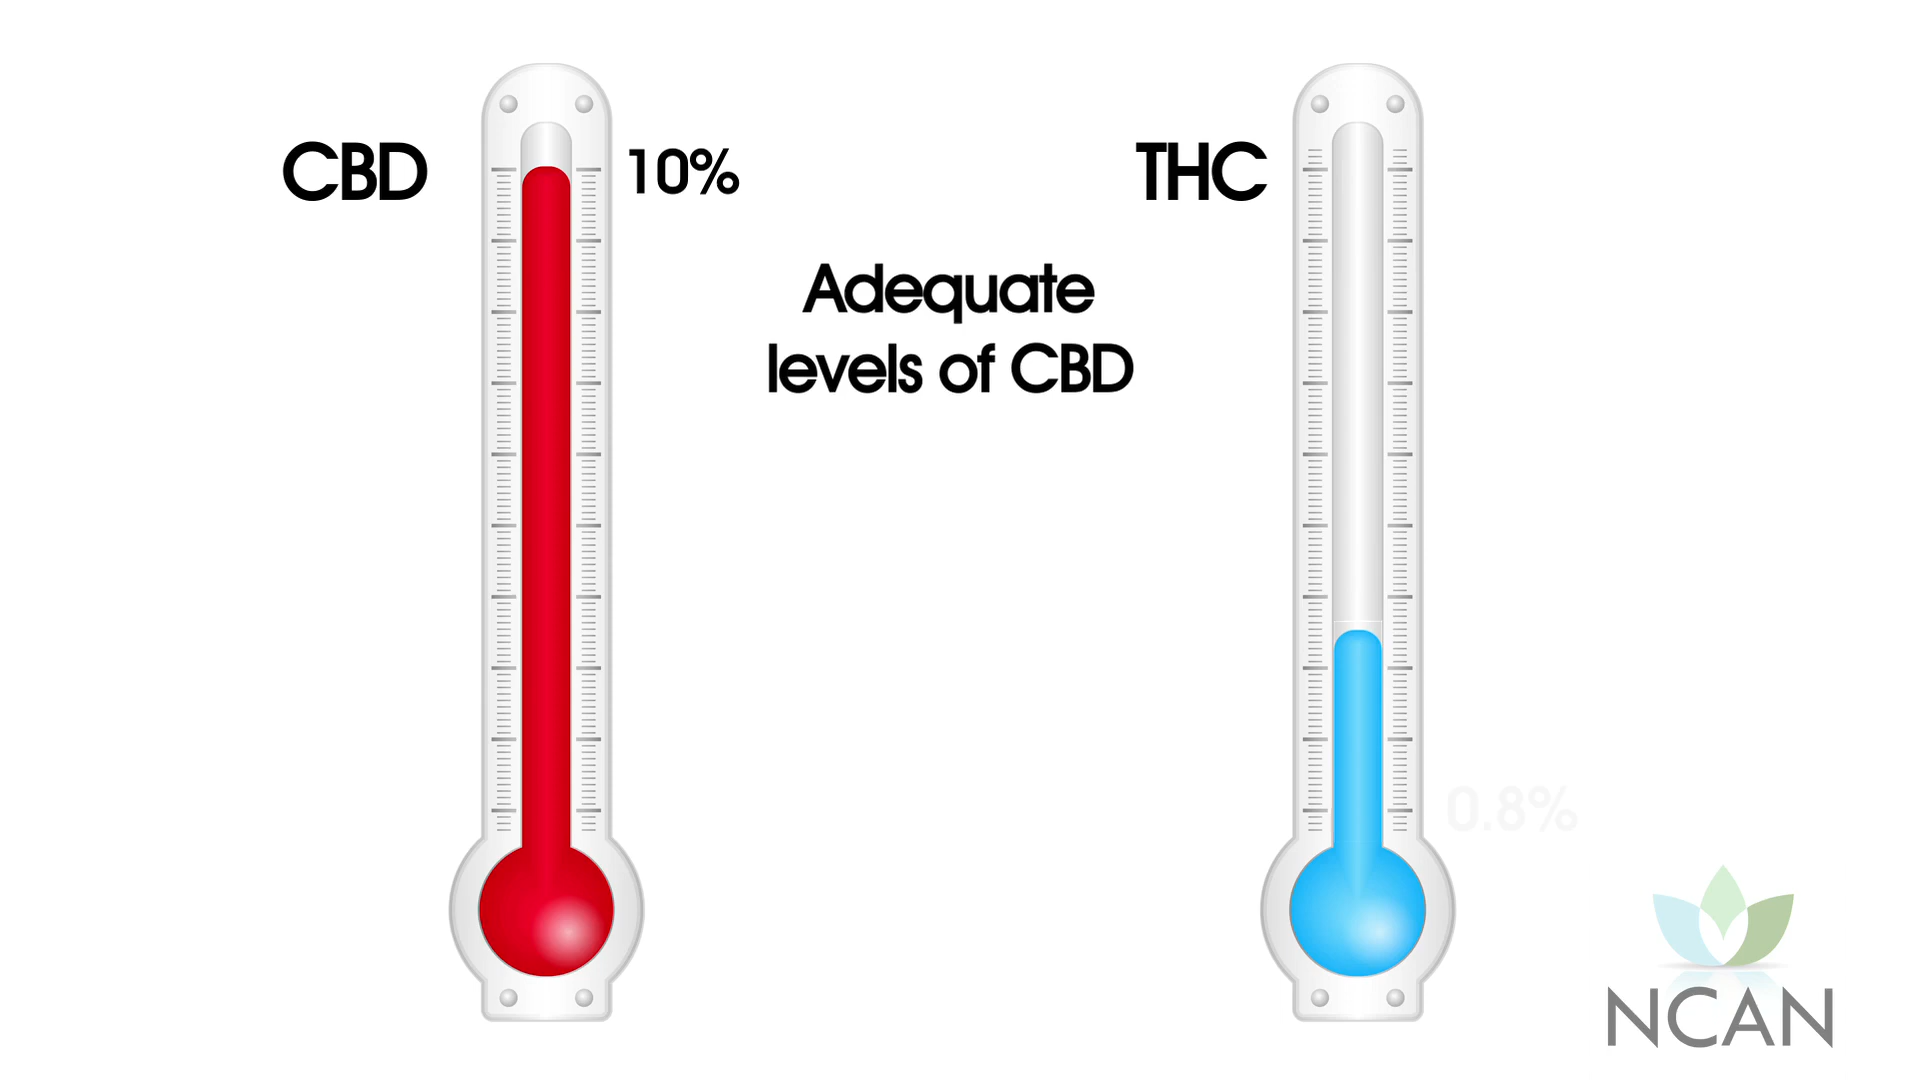 CBD
10%
THC
Adequate
levels of CBD
0.8%
NCAN